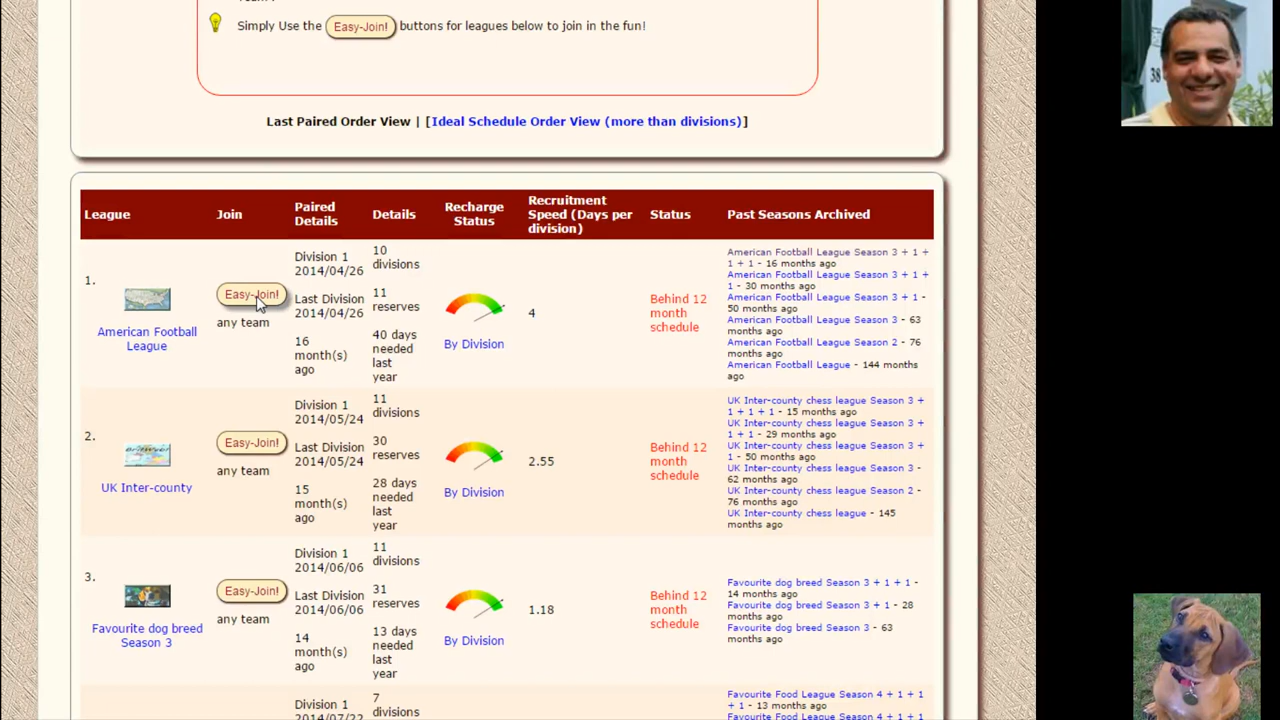 Team ?
Simply Use the Easy-Join! buttons for leagues below to join in the fun!
Last Paired Order View | [Ideal Schedule Order View (more than divisions)]
League Join Paired Details Details Recharge Status Recruitment Speed (Days per division) Status Past Seasons Archived
1.
American Football
League
Easy-Join!
any team
Division 1
2014/04/26
Last Division
2014/04/26
16
month(s)
ago
10
divisions
11
reserves
40 days
needed
last
year
By Division
4
Behind 12
month
schedule
American Football League Season 3 + 1 +
1 + 1 - 16 months ago
American Football League Season 3 + 1 +
1 - 30 months ago
American Football League Season 3 + 1 -
50 months ago
American Football League Season 3 - 63
months ago
American Football League Season 2 - 76
months ago
American Football League - 144 months
ago
2.
UK Inter-county
Easy-Join!
any team
Division 1
2014/05/24
Last Division
2014/05/24
15
month(s)
ago
11
divisions
30
reserves
28 days
needed
last
year
By Division
2.55
Behind 12
month
schedule
UK Inter-county chess league Season 3 +
1 + 1 + 1 - 15 months ago
UK Inter-county chess league Season 3 +
1 + 1 - 29 months ago
UK Inter-county chess league Season 3 +
1 - 50 months ago
UK Inter-county chess league Season 3 -
62 months ago
UK Inter-county chess league Season 2 -
76 months ago
UK Inter-county chess league - 145
months ago
3.
Favourite dog breed
Season 3
Easy-Join!
any team
Division 1
2014/06/06
Last Division
2014/06/06
14
month(s)
ago
11
divisions
31
reserves
13 days
needed
last
year
By Division
1.18
Behind 12
month
schedule
Favourite dog breed Season 3 + 1 + 1 -
14 months ago
Favourite dog breed Season 3 + 1 - 28
months ago
Favourite dog breed Season 3 - 63
months ago
Division 1
2014/07/22
7
divisions
Favourite Food League Season 4 + 1 + 1
+ 1 - 13 months ago
Favourite Food League Season 4 + 1 + 1
38